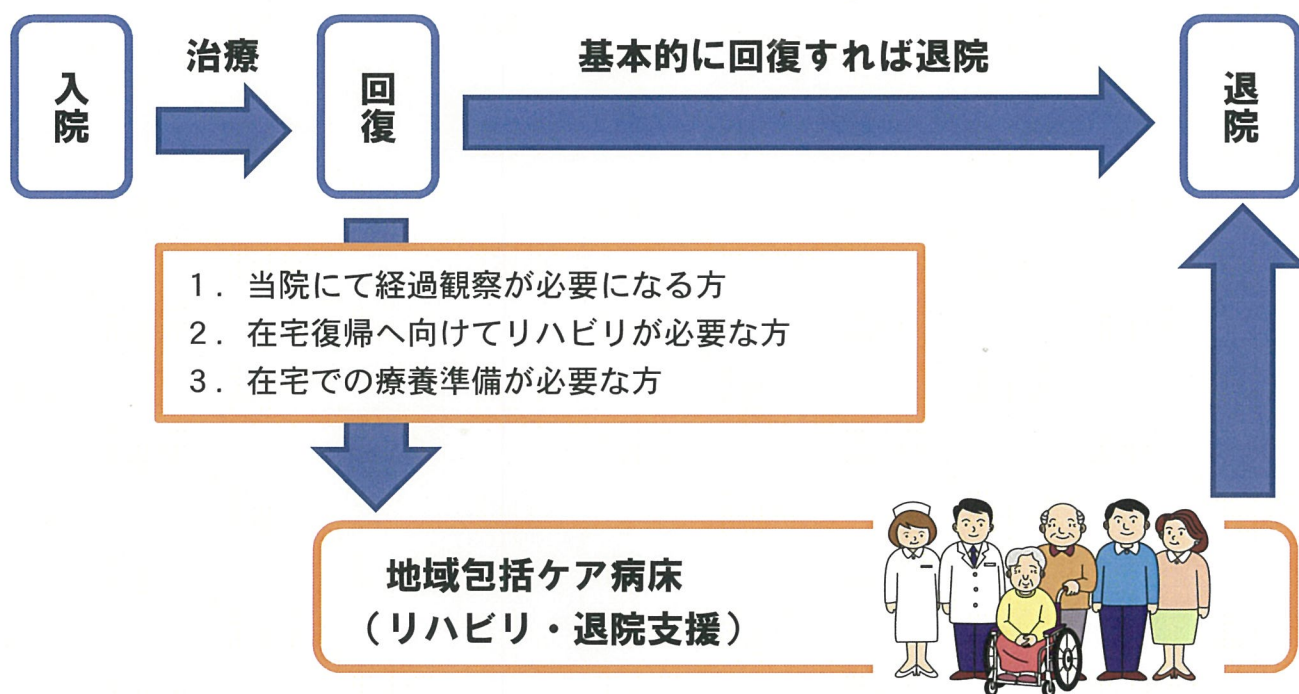 入院
治療
回復
基本的に回復すれば退院
退院
１．当院にて経過観察が必要になる方
２．在宅復帰へ向けてリハビリが必要な方
３．在宅での療養準備が必要な方
地域包括ケア病床
（リハビリ・退院支援）